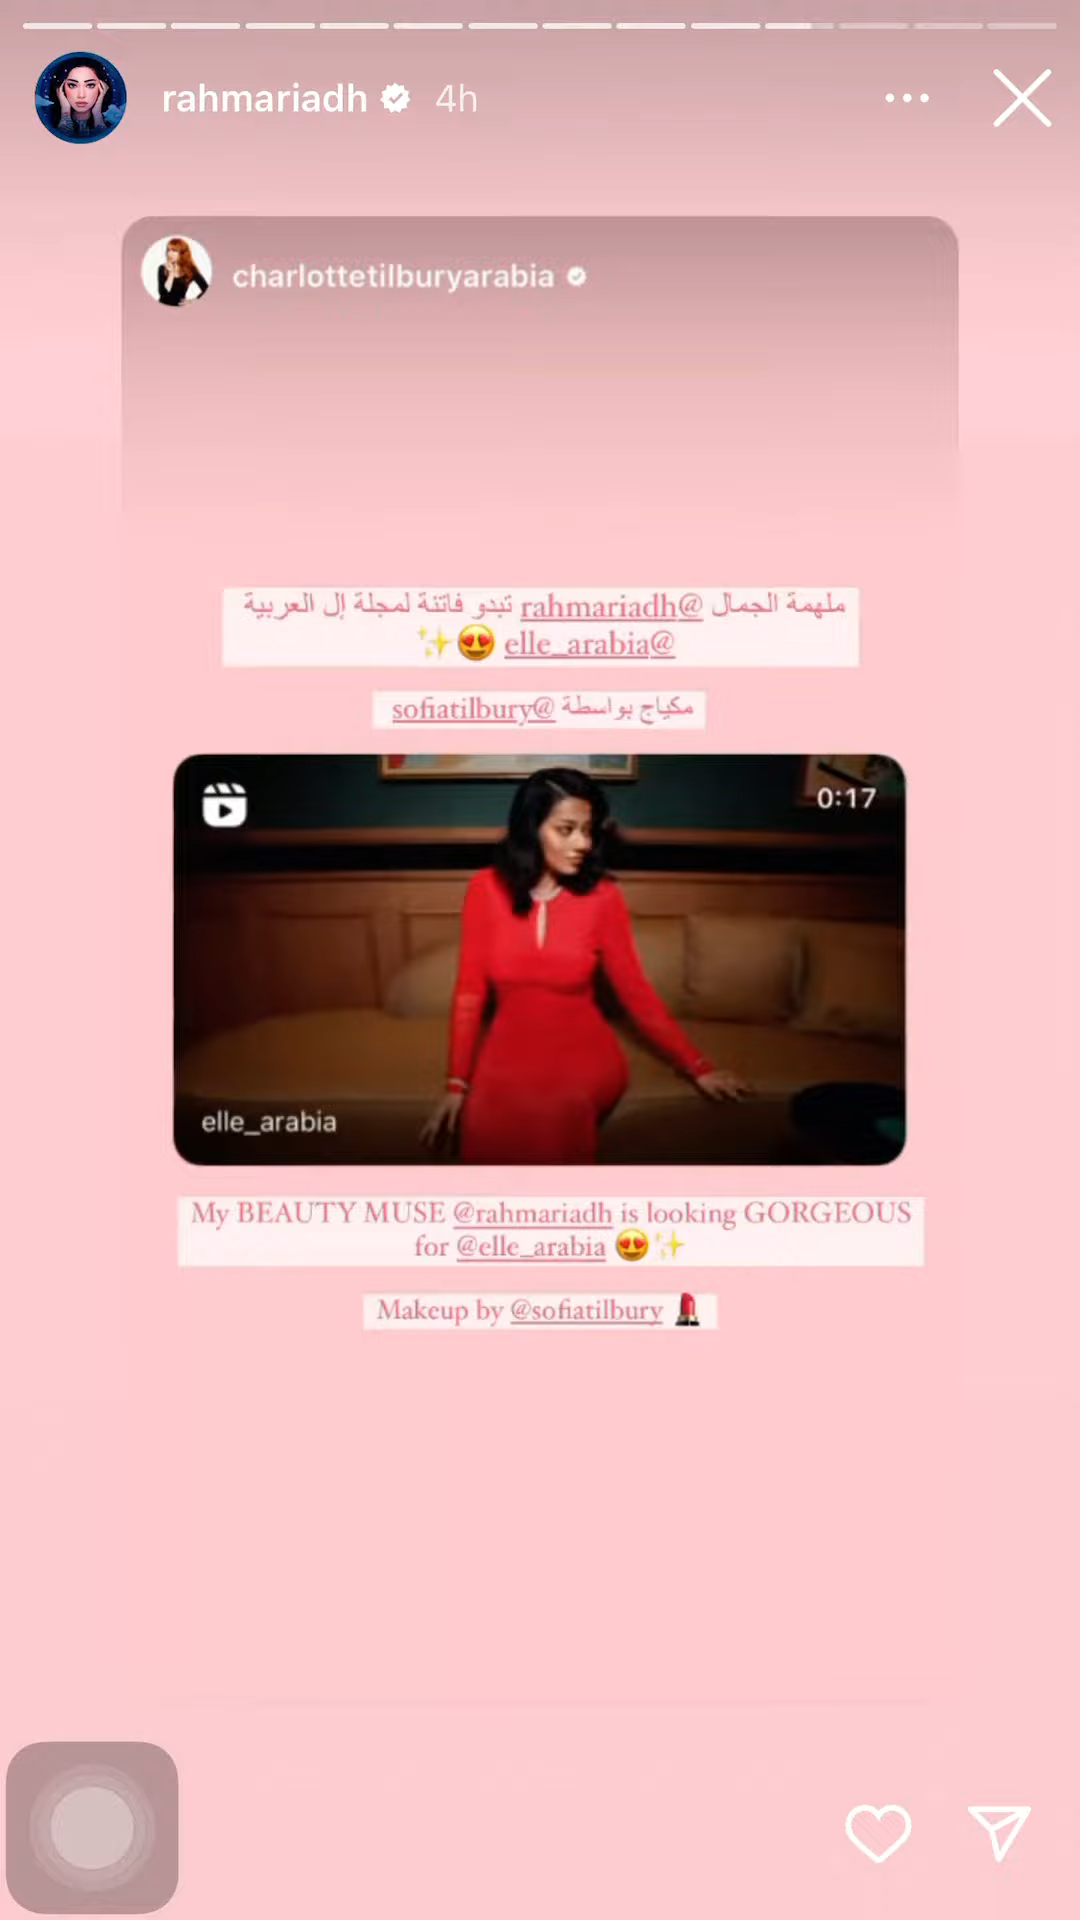 rahmariadh 4h
charlottetilburyarabia
ملهمة الجمال @rahmariadh تبدو فاتنة لمجلة إل العربية
@elle_arabia 😍✨
مكياج بواسطة @sofiatilbury
0:17
elle_arabia
My BEAUTY MUSE @rahmariadh is looking GORGEOUS
for @elle_arabia 😍✨
Makeup by @sofiatilbury 💄